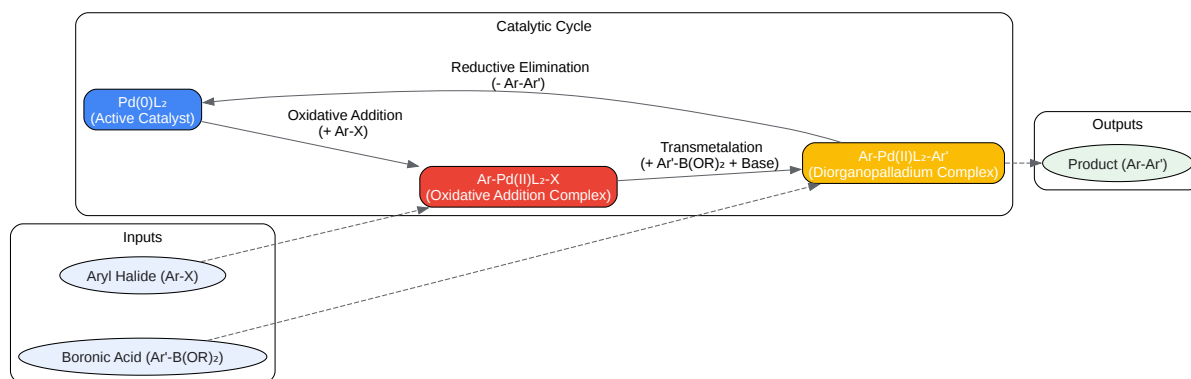 Catalytic Cycle
Reductive Elimination
(- Ar-Ar')
Pd(0)L₂
(Active Catalyst)
Oxidative Addition
(+ Ar-X)
Transmetalation
(+ Ar'-B(OR)₂ + Base)
Ar-Pd(II)L₂-X
(Oxidative Addition Complex)
Ar-Pd(II)L₂-Ar'
(Diorganopalladium Complex)
Outputs
Product (Ar-Ar')
Inputs
Aryl Halide (Ar-X)
Boronic Acid (Ar'-B(OR)₂)